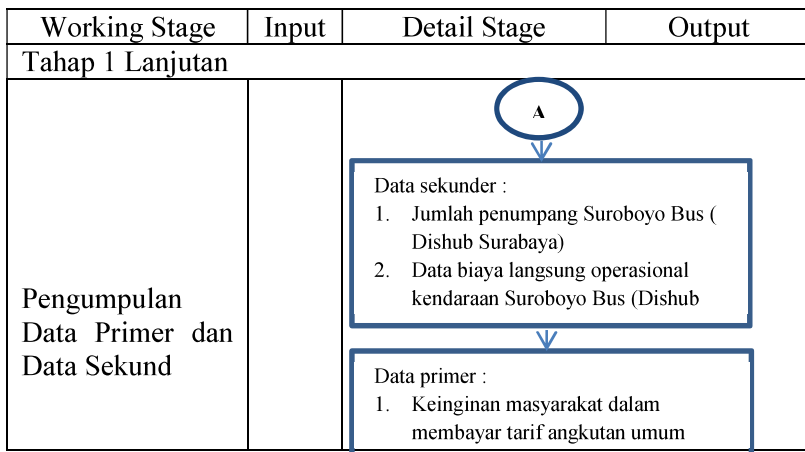 Working Stage Input Detail Stage Output
Tahap 1 Lanjutan
A
Data sekunder :
1. Jumlah penumpang Suroboyo Bus (
Dishub Surabaya)
2. Data biaya langsung operasional
kendaraan Suroboyo Bus (Dishub
Pengumpulan
Data Primer dan
Data Sekund
Data primer :
1. Keinginan masyarakat dalam
membayar tarif angkutan umum